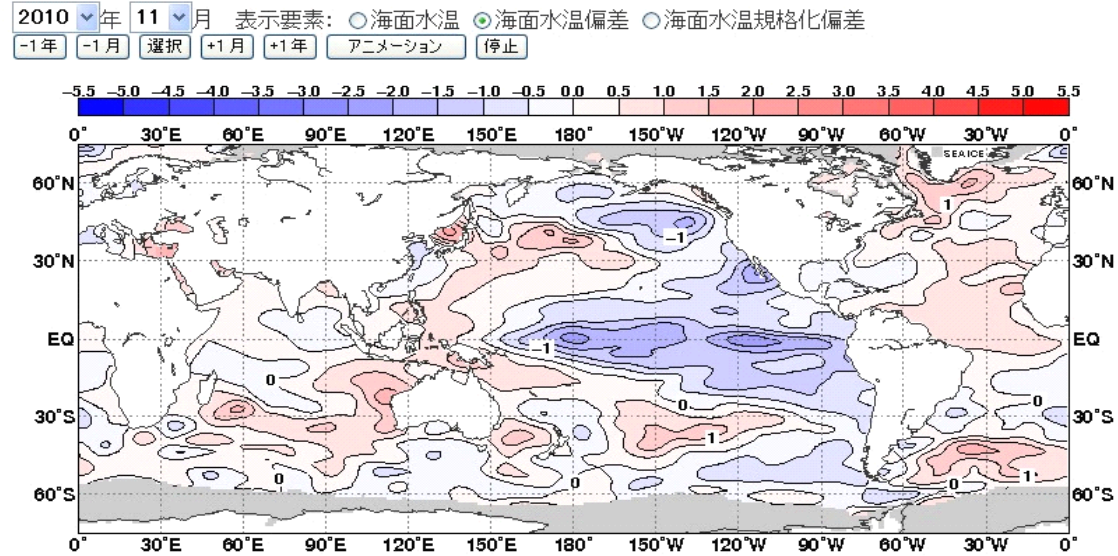 2010 年 11 月 表示要素: 海面水温 海面水温偏差 海面水温規格化偏差
-1年 -1月 選択 +1月 +1年 アニメーション 停止
-5.5 -5.0 -4.5 -4.0 -3.5 -3.0 -2.5 -2.0 -1.5 -1.0 -0.5 0.0 0.5 1.0 1.5 2.0 2.5 3.0 3.5 4.0 4.5 5.0 5.5
0° 30°E 60°E 90°E 120°E 150°E 180° 150°W 120°W 90°W 60°W 30°W 0°
SEAICE
60°N 60°N
1
-1
30°N 30°N
EQ EQ
-1
0
0 0
30°S 30°S
1
0 0 0 1
60°S 60°S
0° 30°E 60°E 90°E 120°E 150°E 180° 150°W 120°W 90°W 60°W 30°W 0°